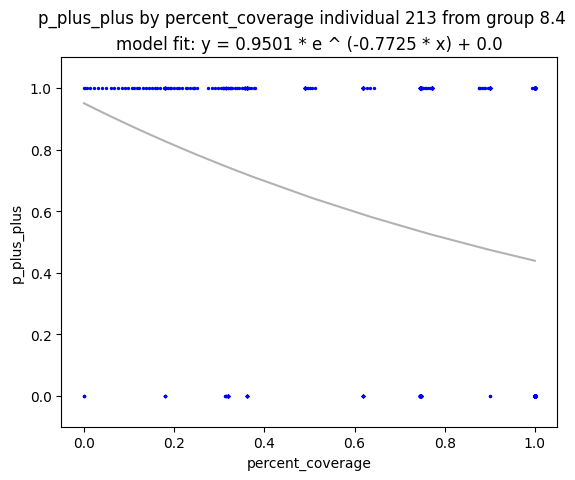 p_plus_plus by percent_coverage individual 213 from group 8.4
model fit: y = 0.9501 * e ^ (-0.7725 * x) + 0.0
1.0
0.8
0.6
0.4
0.2
0.0
p_plus_plus
0.0 0.2 0.4 0.6 0.8 1.0
percent_coverage